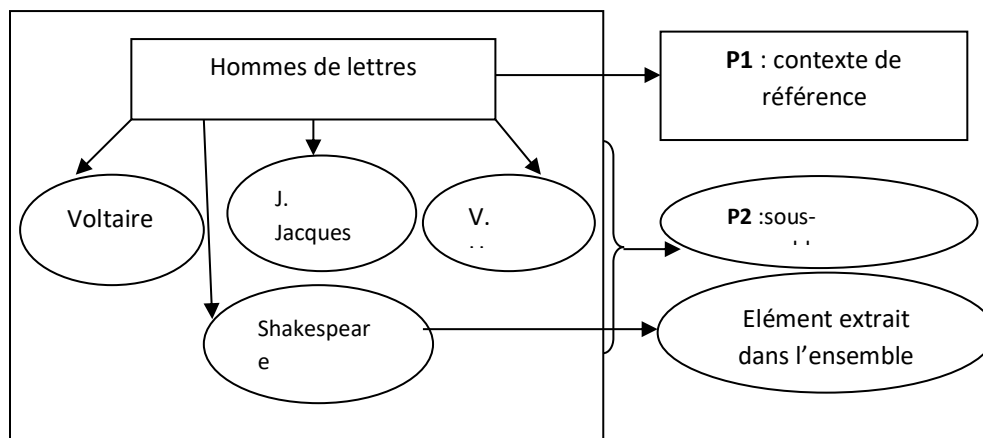 Hommes de lettres
P1 : contexte de
référence
Voltaire
J.
Jacques
V.
P2 :sous-
Shakespear
e
Elément extrait
dans l’ensemble